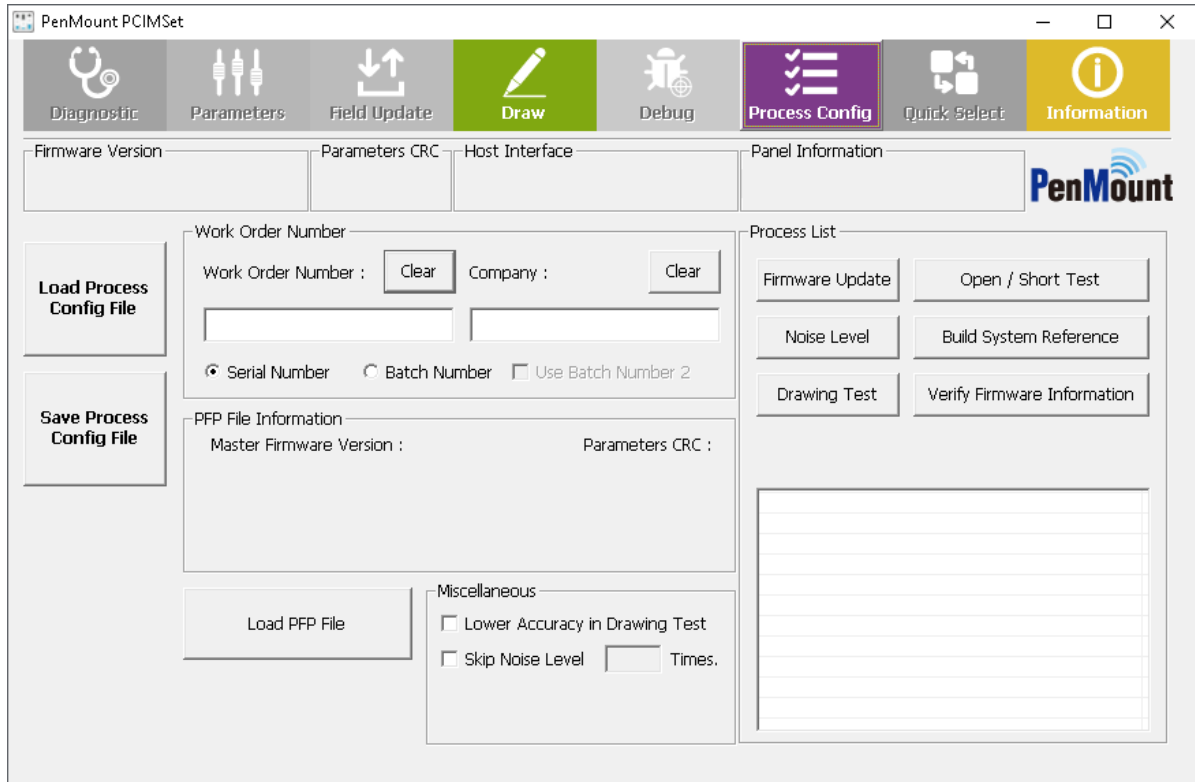 PenMount PCIMSet
Diagnostic
Parameters
Field Update
Draw
Debug
Process Config
Quick Select
Information
Firmware Version
Parameters CRC
Host Interface
Panel Information
PenMount
Load Process
Config File
Save Process
Config File
Work Order Number
Work Order Number :
Clear
Company :
Clear
Serial Number
Batch Number
Use Batch Number 2
PFP File Information
Master Firmware Version :
Parameters CRC :
Load PFP File
Miscellaneous
Lower Accuracy in Drawing Test
Skip Noise Level
Times.
Process List
Firmware Update
Open / Short Test
Noise Level
Build System Reference
Drawing Test
Verify Firmware Information